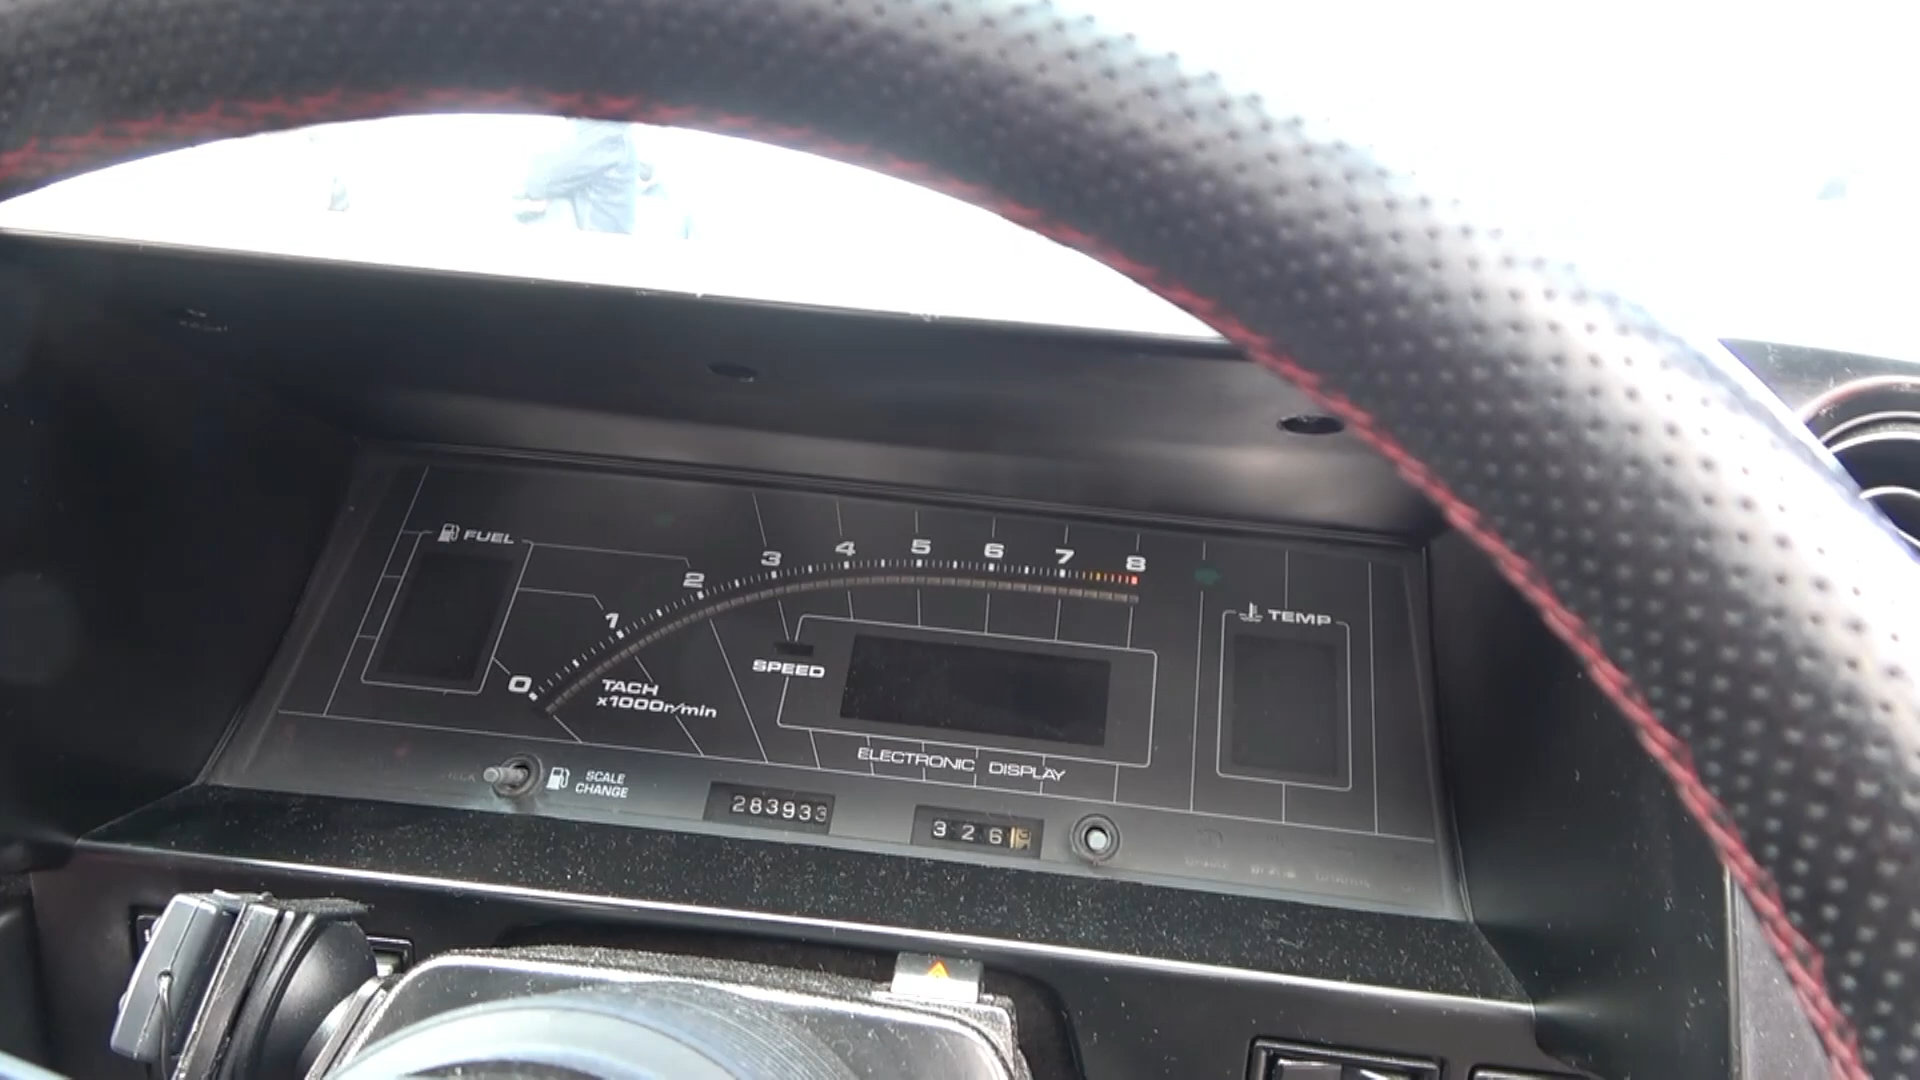 FUEL
0 1 2 3 4 5 6 7 8
TACH
x1000r/min
SPEED
TEMP
ELECTRONIC DISPLAY
SCALE
CHANGE
283933
326